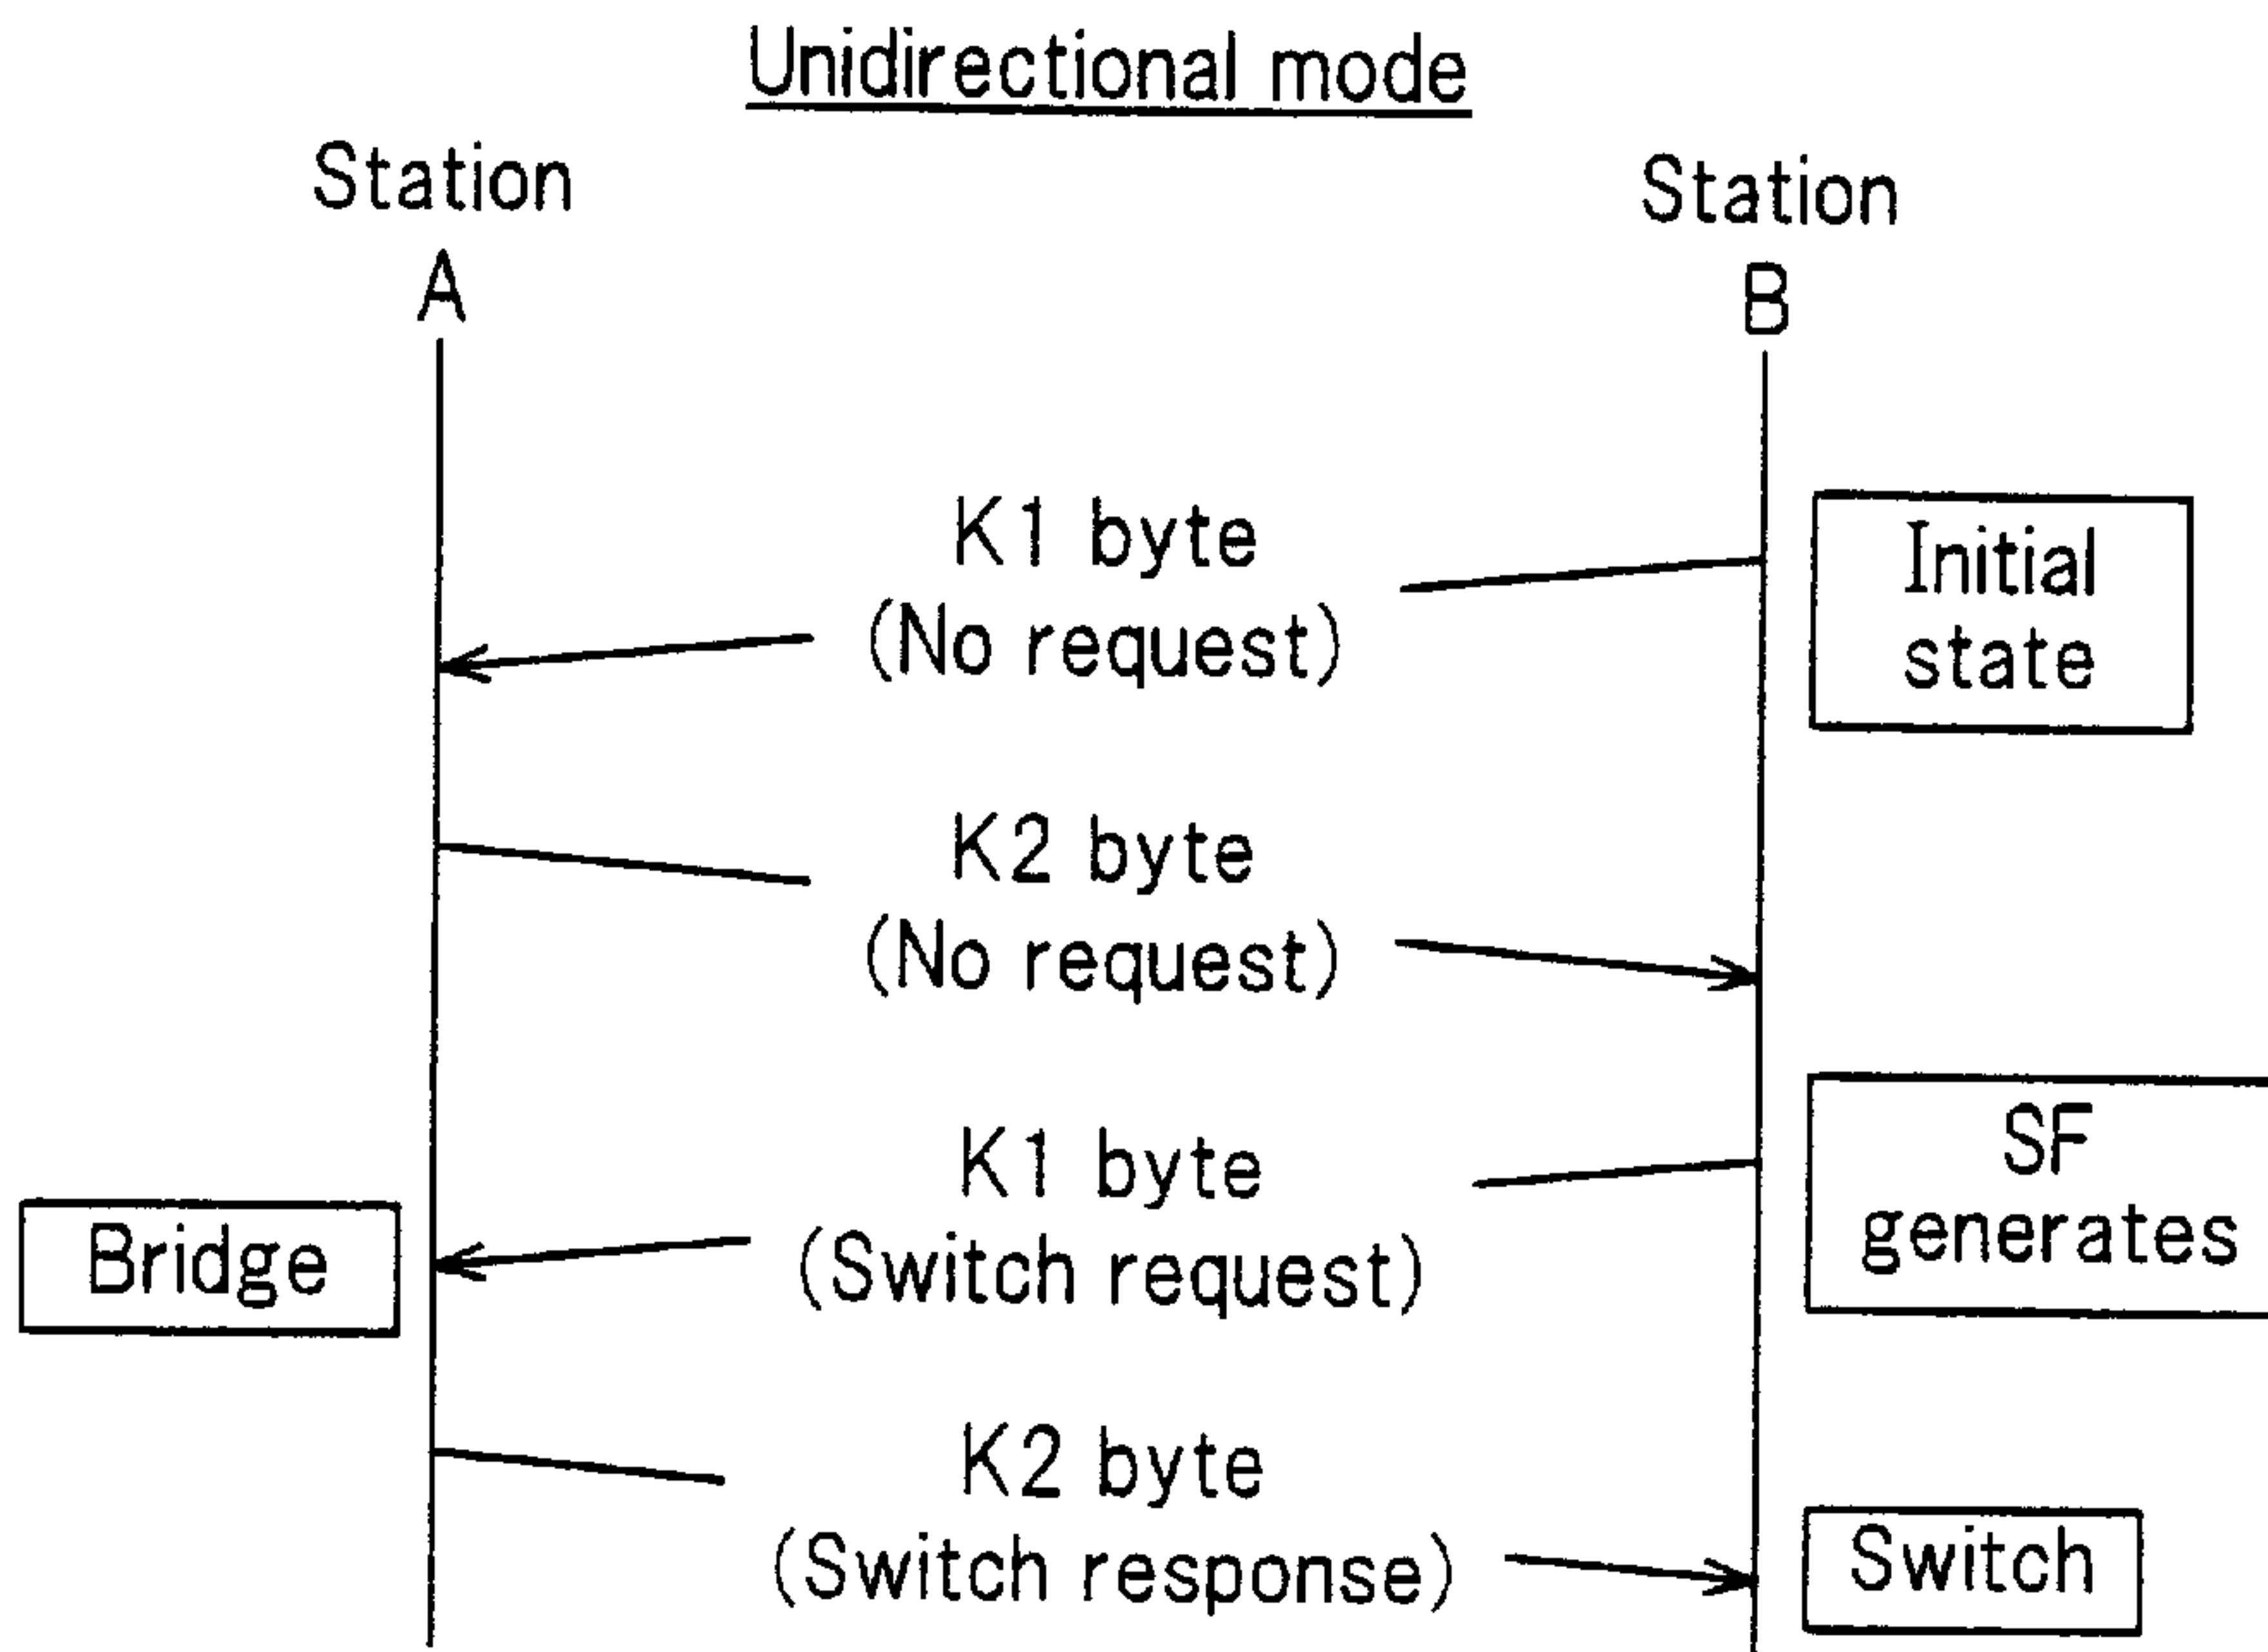 Unidirectional mode
Station
A
Station
B
K1 byte
(No request)
Initial
state
K2 byte
(No request)
K1 byte
(Switch request)
SF
generates
Bridge
K2 byte
(Switch response)
Switch